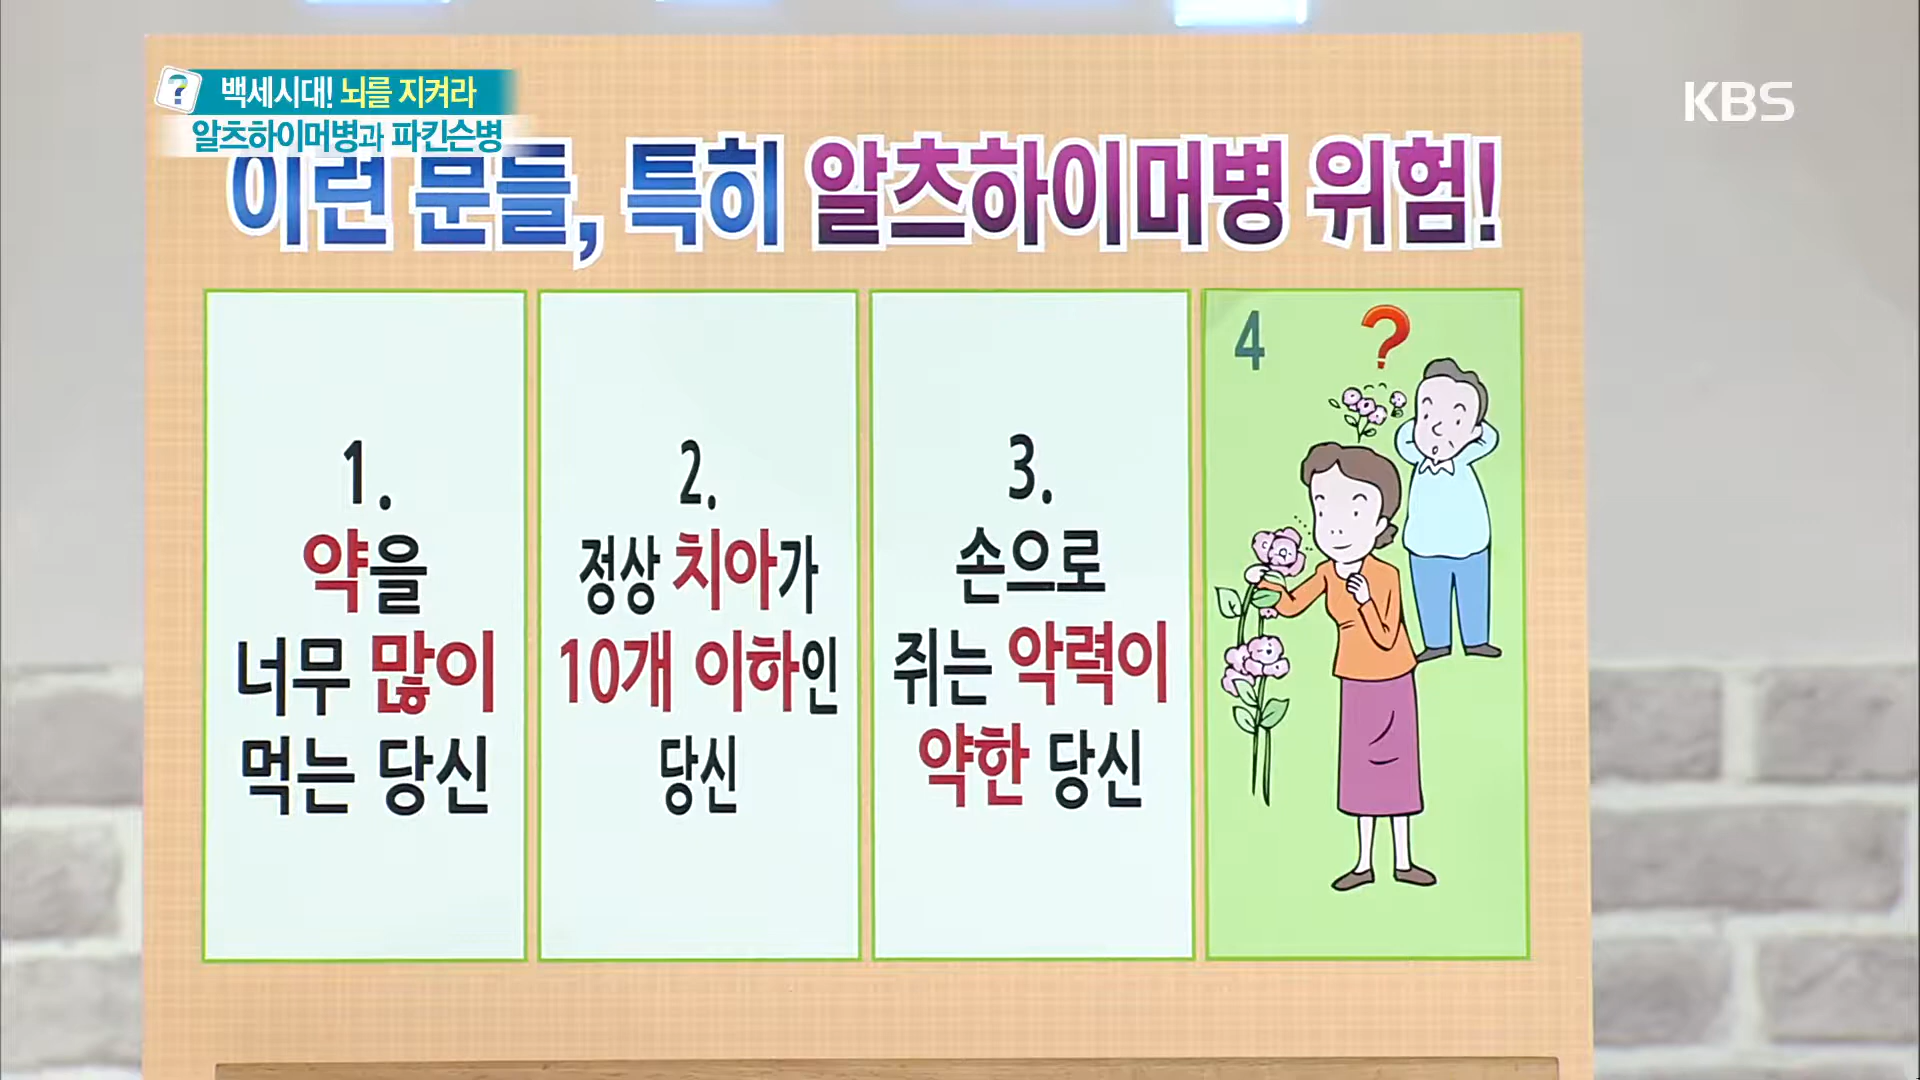 백세시대! 뇌를 지켜라
KBS
알츠하이머병과 파킨슨병
이런 분들, 특히 알츠하이머병 위험!
1.
약을
너무 많이
먹는 당신
2.
정상 치아가
10개 이하인
당신
3.
손으로
쥐는 악력이
약한 당신
4
?